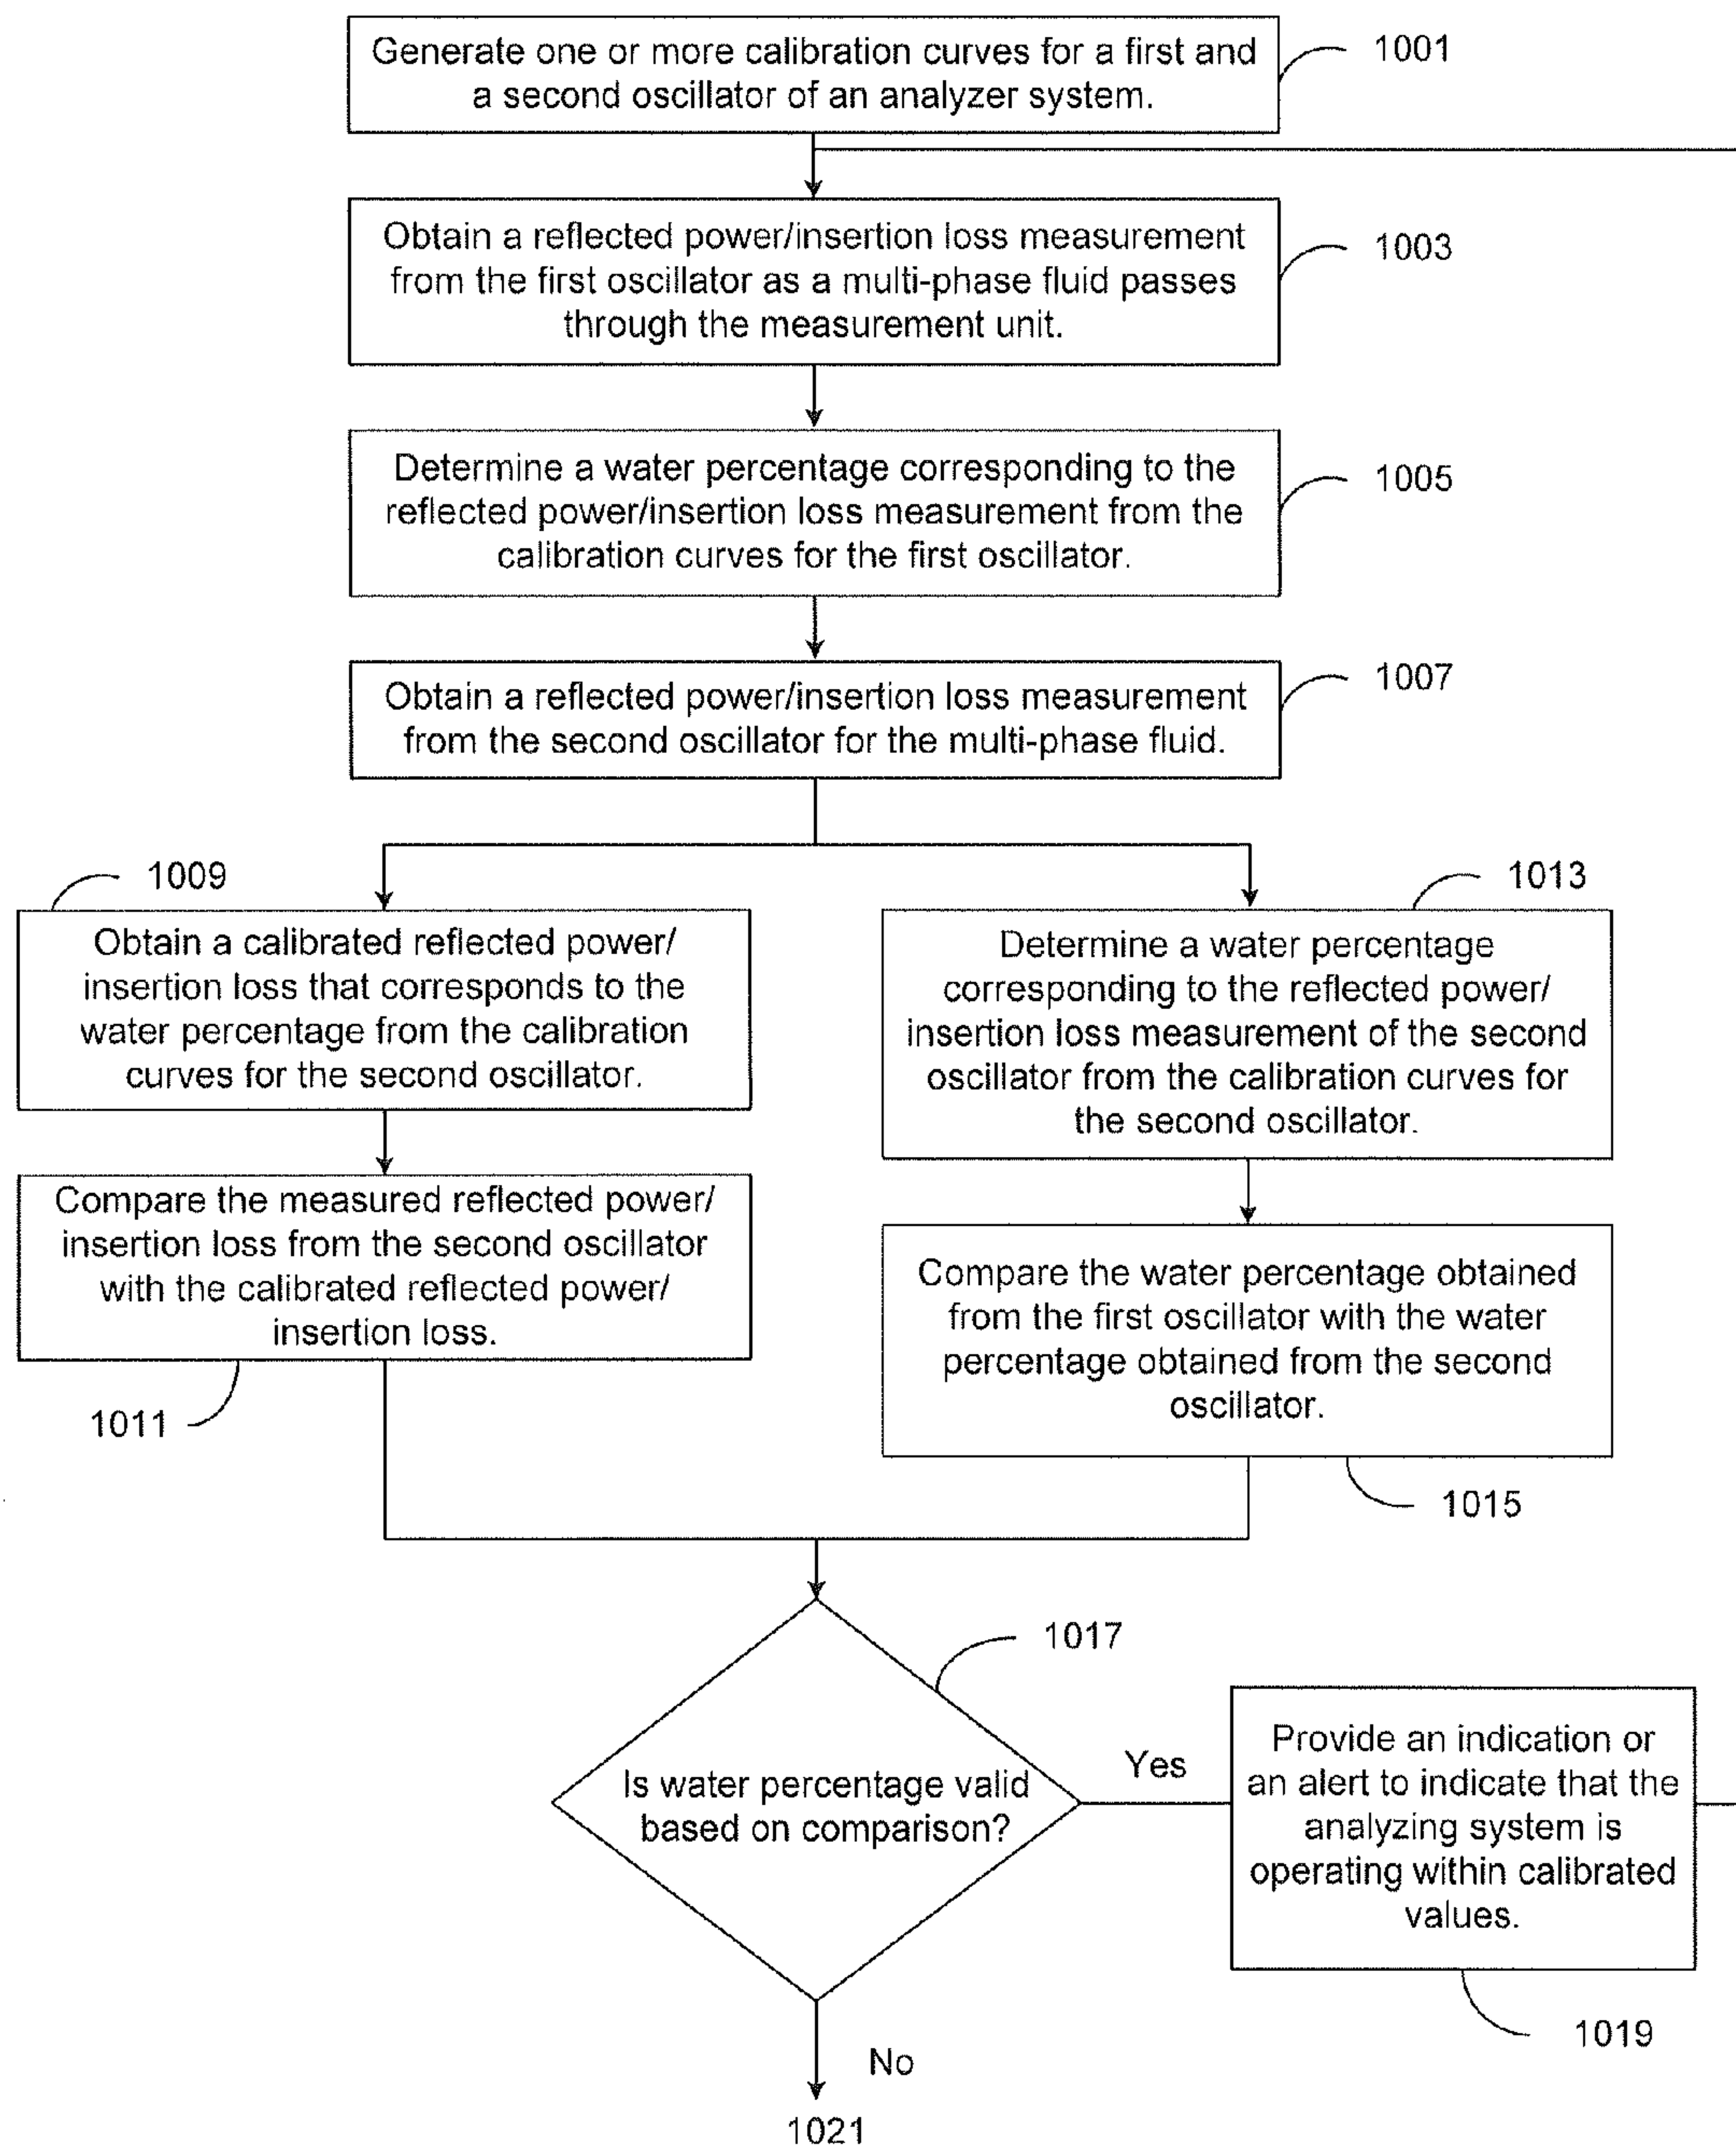 Generate one or more calibration curves for a first and
a second oscillator of an analyzer system.
1001
Obtain a reflected power/insertion loss measurement
from the first oscillator as a multi-phase fluid passes
through the measurement unit.
1003
Determine a water percentage corresponding to the
reflected power/insertion loss measurement from the
calibration curves for the first oscillator.
1005
Obtain a reflected power/insertion loss measurement
from the second oscillator for the multi-phase fluid.
1007
1009
Obtain a calibrated reflected power/
insertion loss that corresponds to the
water percentage from the calibration
curves for the second oscillator.
Compare the measured reflected power/
insertion loss from the second oscillator
with the calibrated reflected power/
insertion loss.
1011
1013
Determine a water percentage
corresponding to the reflected power/
insertion loss measurement of the second
oscillator from the calibration curves for
the second oscillator.
Compare the water percentage obtained
from the first oscillator with the water
percentage obtained from the second
oscillator.
1015
1017
Is water percentage valid
based on comparison?
Yes
Provide an indication or
an alert to indicate that the
analyzing system is
operating within calibrated
values.
1019
No
1021